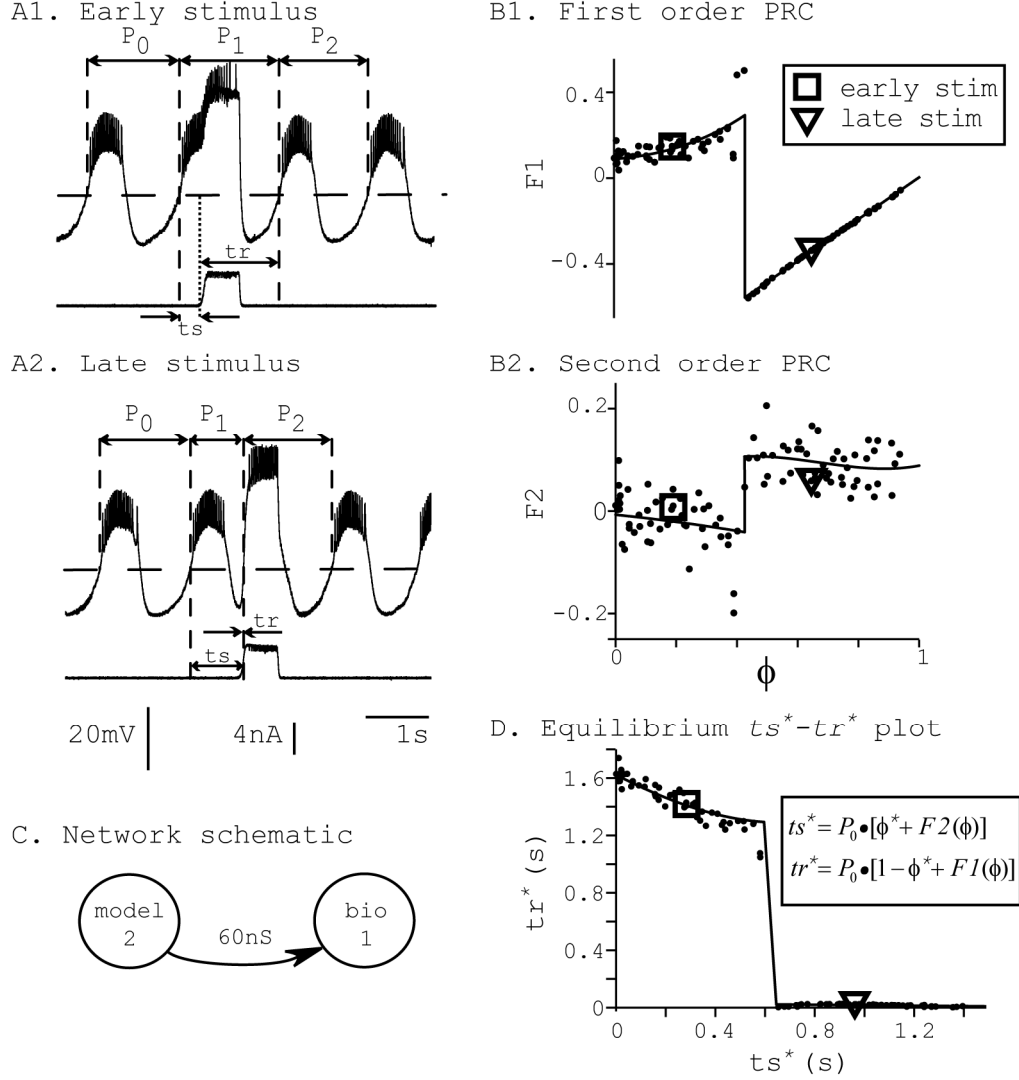 A1. Early stimulus
P0 P1 P2
tr
ts
A2. Late stimulus
P0 P1 P2
tr
ts
20mV 4nA 1s
C. Network schematic
model
2
60nS
bio
1
B1. First order PRC
0.4
0
-0.4
F1
early stim
late stim
B2. Second order PRC
0.2
0
-0.2
F2
0 1
ϕ
D. Equilibrium ts*-tr* plot
1.6
1.2
0.8
0.4
0
tr* (s)
ts* = P0•[ϕ* + F2(ϕ)]
tr* = P0•[1–ϕ* + F1(ϕ)]
0 0.4 0.8 1.2
ts* (s)